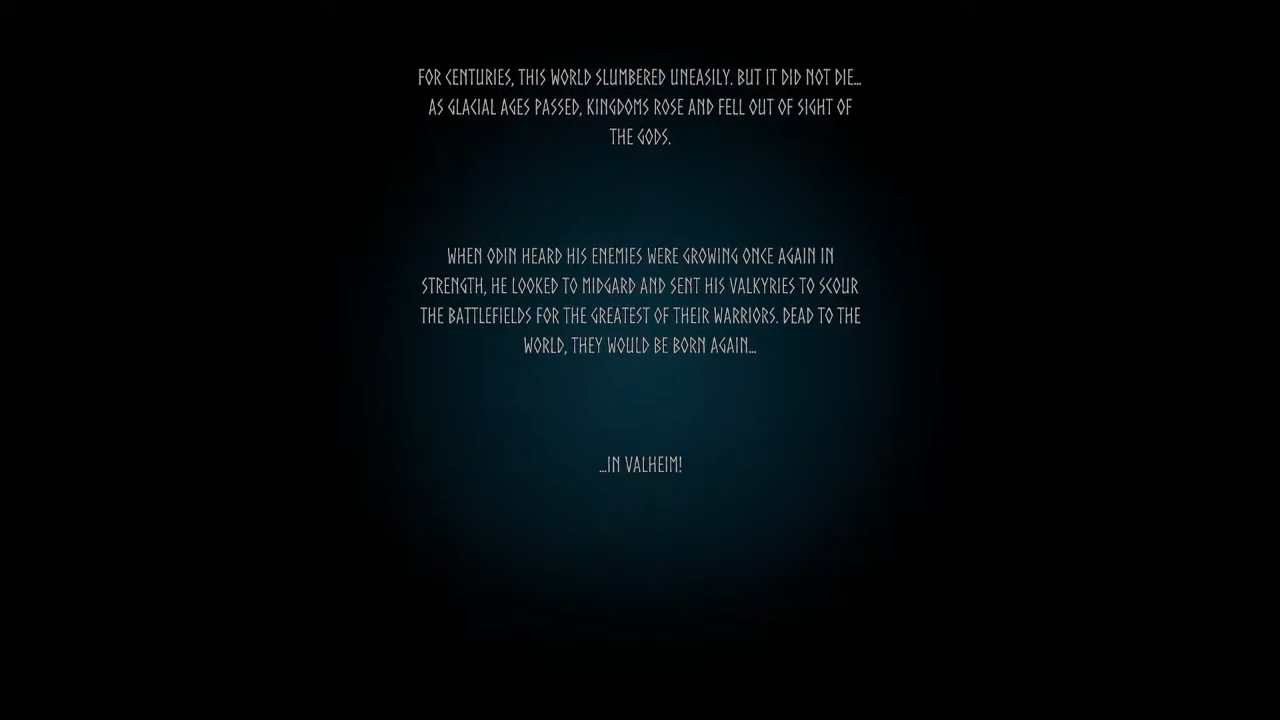 FOR CENTURIES, THIS WORLD SLUMBERED UNEASILY. BUT IT DID NOT DIE...
AS GLACIAL AGES PASSED, KINGDOMS ROSE AND FELL OUT OF SIGHT OF
THE GODS.
WHEN ODIN HEARD HIS ENEMIES WERE GROWING ONCE AGAIN IN
STRENGTH, HE LOOKED TO MIDGARD AND SENT HIS VALKYRIES TO SCOUR
THE BATTLEFIELDS FOR THE GREATEST OF THEIR WARRIORS. DEAD TO THE
WORLD, THEY WOULD BE BORN AGAIN...
...IN VALHEIM!